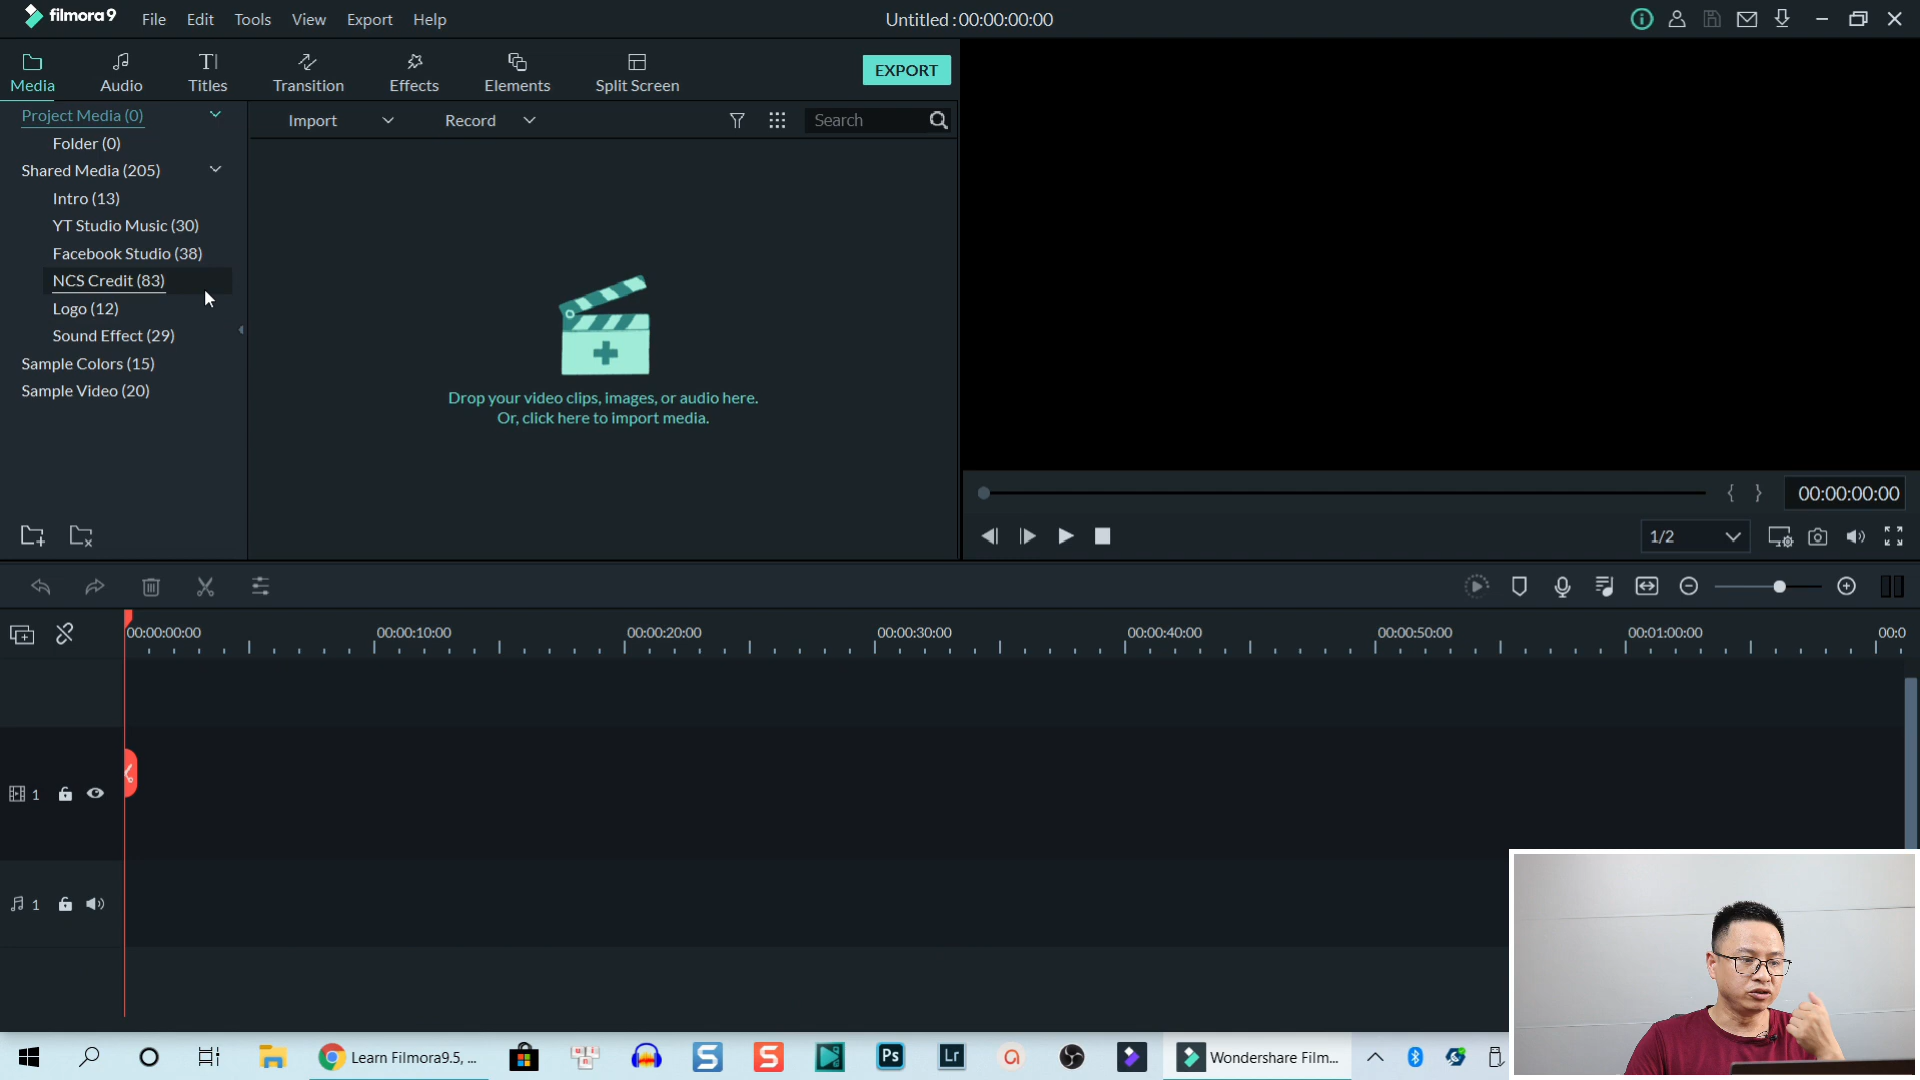 filmora9 File Edit Tools View Export Help Untitled : 00:00:00:00
Media Audio Titles Transition Effects Elements Split Screen EXPORT
Project Media (0)
Folder (0)
Shared Media (205)
Intro (13)
YT Studio Music (30)
Facebook Studio (38)
NCS Credit (83)
Logo (12)
Sound Effect (29)
Sample Colors (15)
Sample Video (20)
Import Record Search
Drop your video clips, images, or audio here.
Or, click here to import media.
00:00:00:00
1/2
00:00:00:00 00:00:10:00 00:00:20:00 00:00:30:00 00:00:40:00 00:00:50:00 00:01:00:00 00:0
1
1
Learn Filmora9.5, ... S S Ps Lr a Wondershare Film...